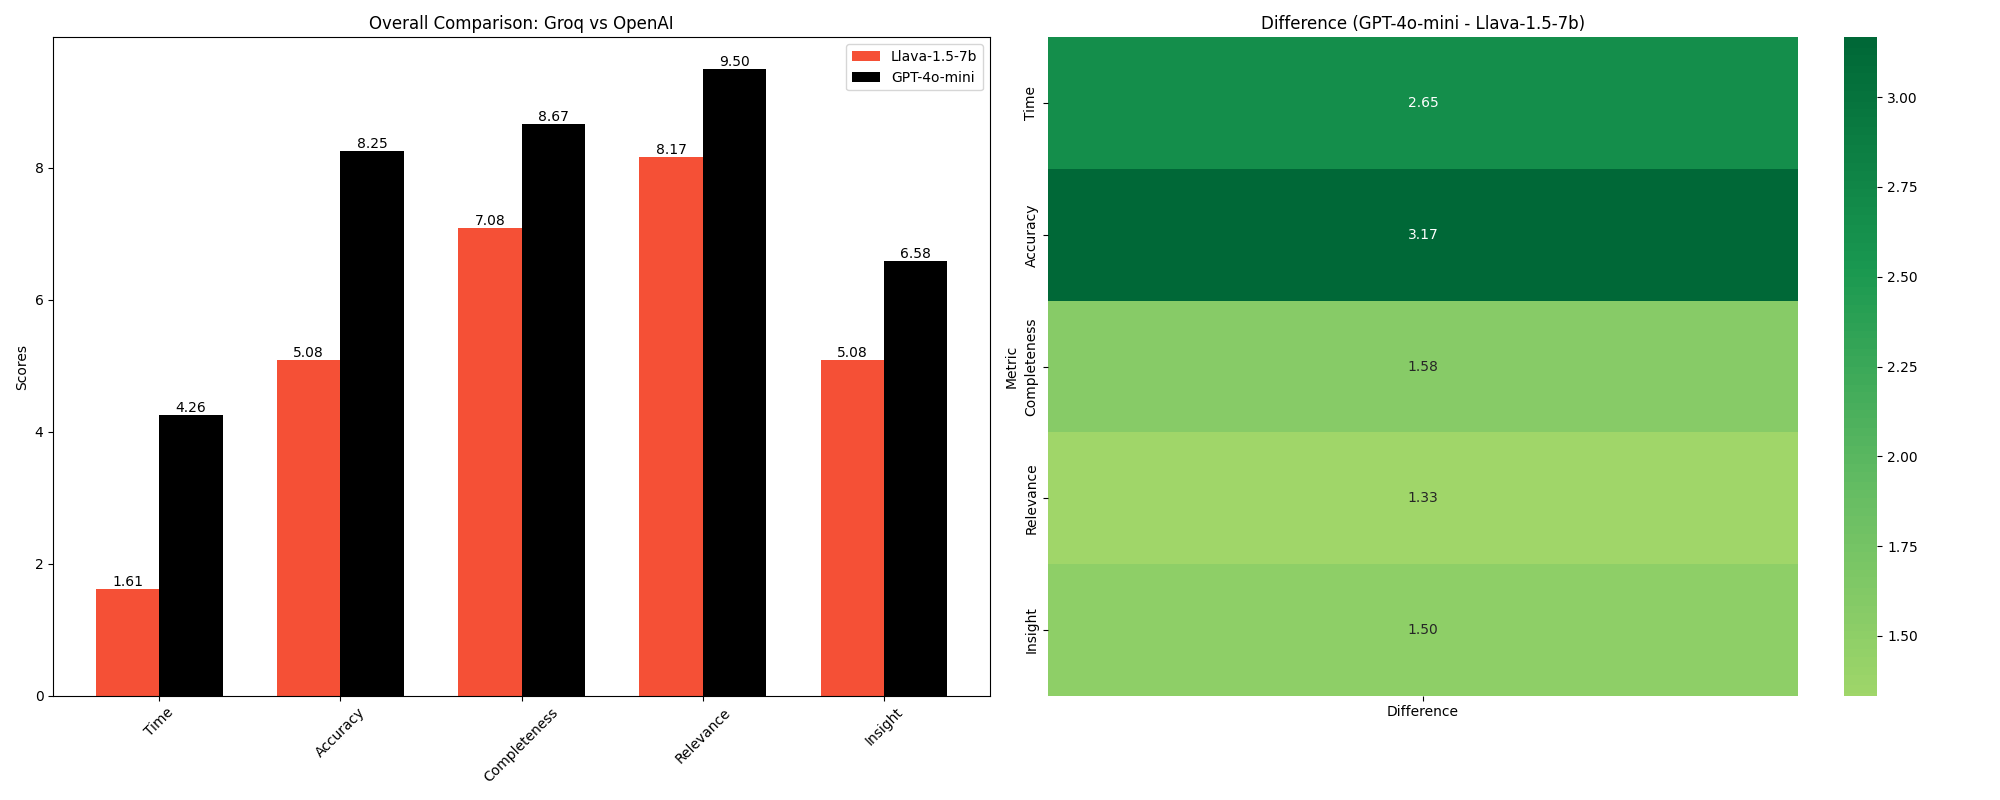 Overall Comparison: Groq vs OpenAI
Llava-1.5-7b
GPT-4o-mini
Scores
8
6
4
2
0
1.61
4.26
5.08
8.25
7.08
8.67
8.17
9.50
5.08
6.58
Time
Accuracy
Completeness
Relevance
Insight
Difference (GPT-4o-mini - Llava-1.5-7b)
Metric
Time
Accuracy
Completeness
Relevance
Insight
2.65
3.17
1.58
1.33
1.50
Difference
3.00
2.75
2.50
2.25
2.00
1.75
1.50